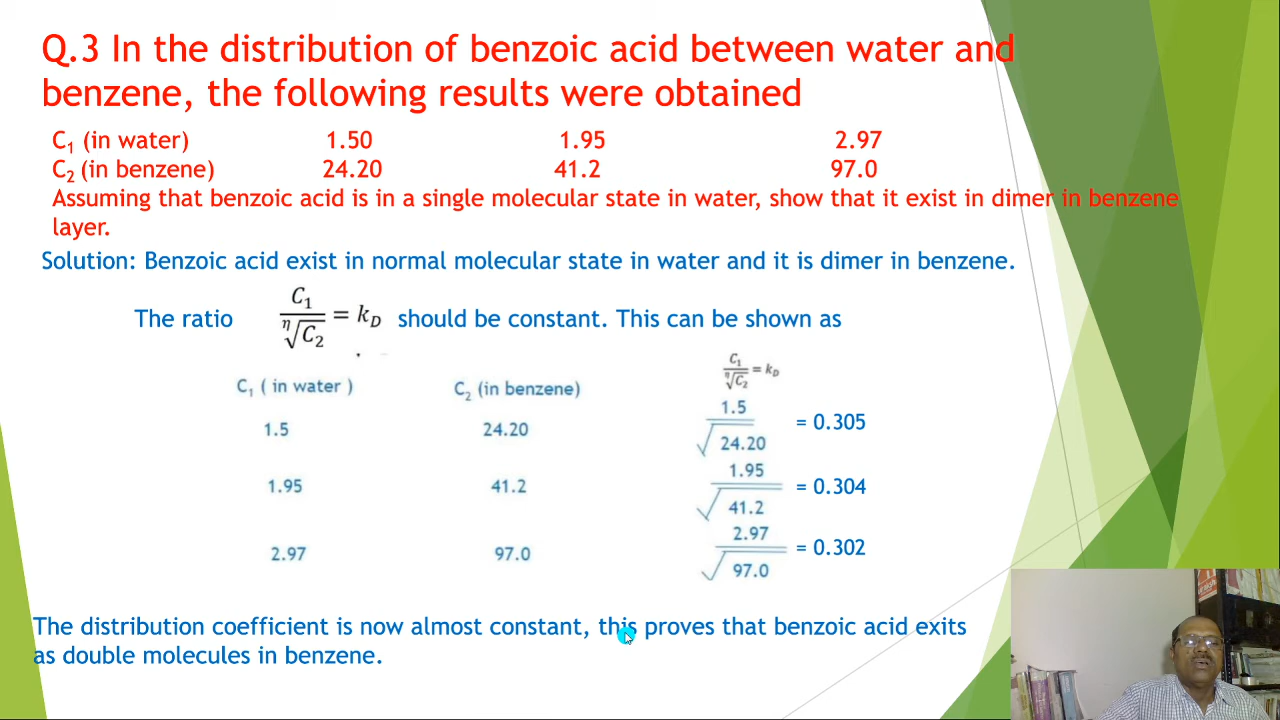 Q.3 In the distribution of benzoic acid between water and
benzene, the following results were obtained
C₁ (in water) 1.50 1.95 2.97
C₂ (in benzene) 24.20 41.2 97.0
Assuming that benzoic acid is in a single molecular state in water, show that it exist in dimer in benzene
layer.
Solution: Benzoic acid exist in normal molecular state in water and it is dimer in benzene.
The ratio C₁/ⁿ√C₂ = k_D should be constant. This can be shown as
C₁ ( in water ) C₂ (in benzene) C₁/ⁿ√C₂ = k_D
1.5 24.20 1.5/√24.20 = 0.305
1.95 41.2 1.95/√41.2 = 0.304
2.97 97.0 2.97/√97.0 = 0.302
The distribution coefficient is now almost constant, this proves that benzoic acid exits
as double molecules in benzene.